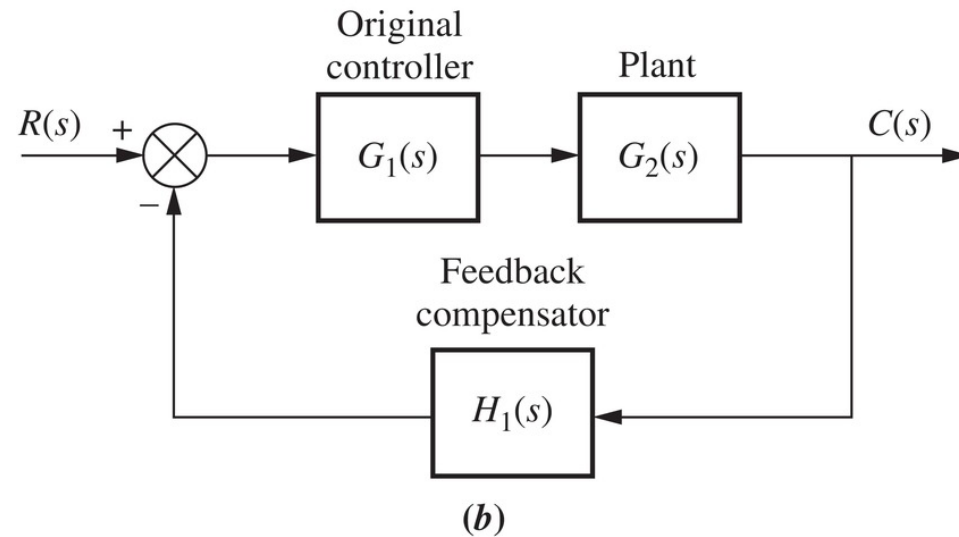 Original
controller
Plant
R(s)
+
G₁(s)
G₂(s)
C(s)
−
Feedback
compensator
H₁(s)
(b)